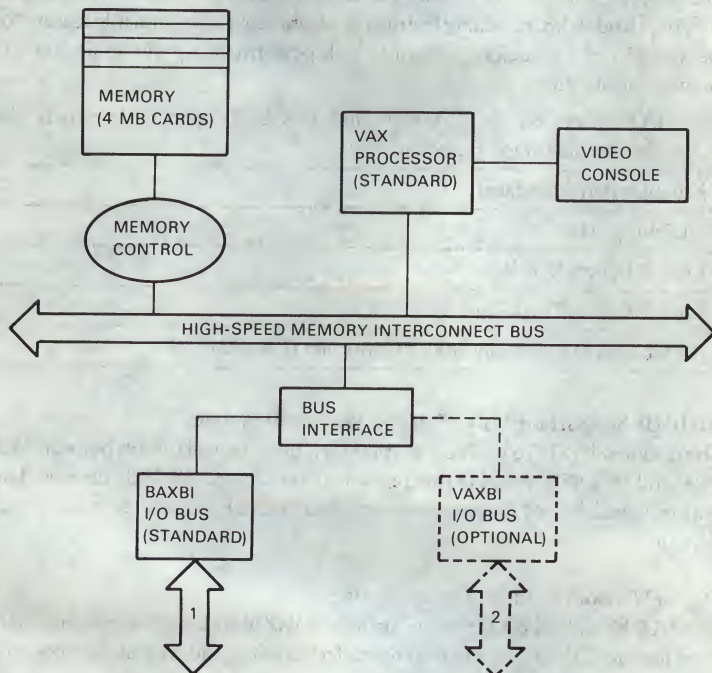 MEMORY
(4 MB CARDS)
VAX
PROCESSOR
(STANDARD)
VIDEO
CONSOLE
MEMORY
CONTROL
HIGH-SPEED MEMORY INTERCONNECT BUS
BUS
INTERFACE
BAXBI
I/O BUS
(STANDARD)
VAXBI
I/O BUS
(OPTIONAL)
1
2